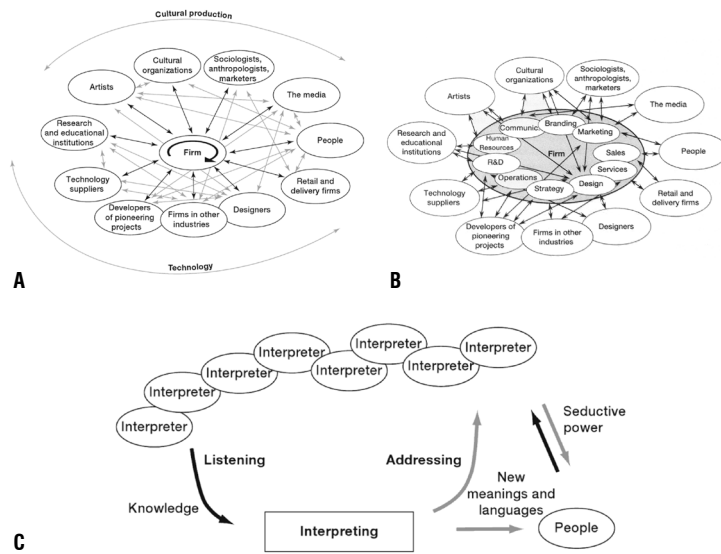 Cultural production
Cultural
organizations
Sociologists,
anthropologists,
marketers
Artists
The media
Research
and educational
institutions
People
Firm
Technology
suppliers
Retail and
delivery firms
Developers
of pioneering
projects
Firms in other
industries
Designers
Technology
A
Cultural
organizations
Sociologists,
anthropologists,
marketers
Artists
The media
Communic.
Branding
Marketing
Research and
educational
institutions
Human
Resources
Firm
Sales
People
R&D
Services
Operations
Design
Strategy
Technology
suppliers
Retail and
delivery firms
Developers of
pioneering
projects
Firms in other
industries
Designers
B
Interpreter
Interpreter
Interpreter
Interpreter
Interpreter
Interpreter
Interpreter
Interpreter
Listening
Addressing
Seductive
power
Knowledge
New
meanings and
languages
Interpreting
People
C